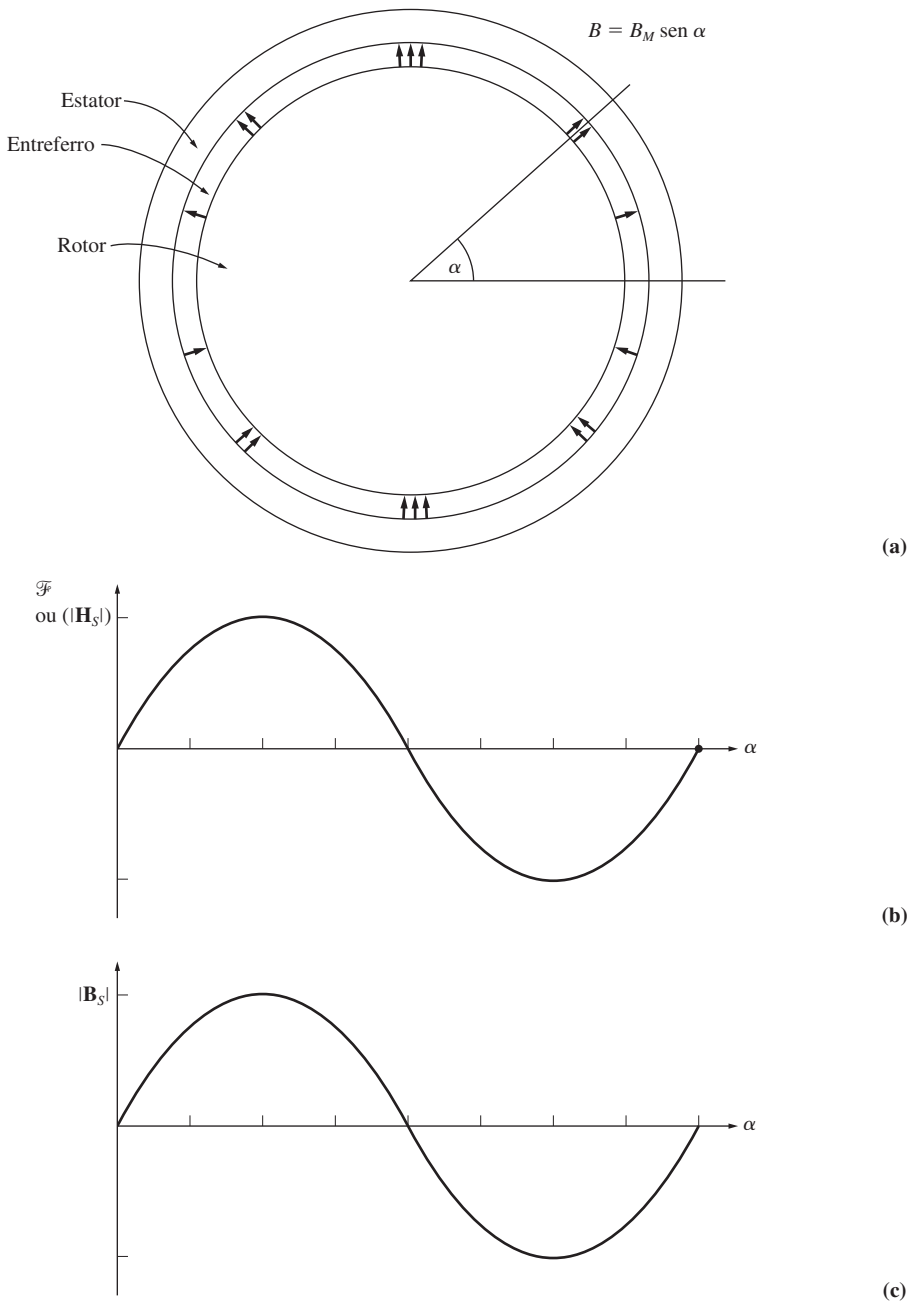 B = B_M sen α
Estator
Entreferro
Rotor
α
(a)
ℱ
ou (|H_S|)
α
(b)
|B_S|
α
(c)